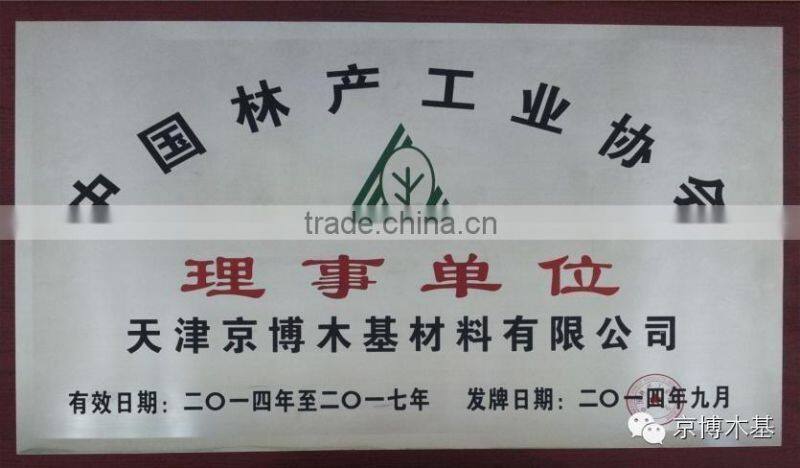 中国林产工业协会
trade.china.cn
理事单位
天津京博木基材料有限公司
有效日期：二〇一四年至二〇一七年 发牌日期：二〇一四年九月
京博木基